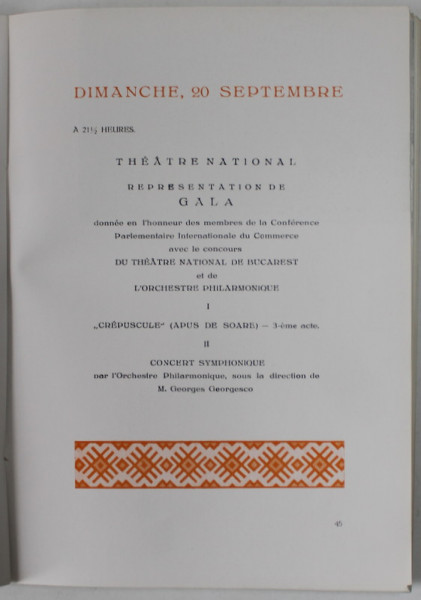 DIMANCHE, 20 SEPTEMBRE
A 21½ HEURES.
THÉÂTRE NATIONAL
REPRESENTATION DE
GALA
donnée en l'honneur des membres de la Conférence
Parlementaire Internationale du Commerce
avec le concours
DU THÉÂTRE NATIONAL DE BUCAREST
et de
L'ORCHESTRE PHILARMONIQUE
I
„CRÉPUSCULE" (APUS DE SOARE) – 3-ème acte.
II
CONCERT SYMPHONIQUE
par l'Orchestre Philarmonique, sous la direction de
M. Georges Georgesco
45